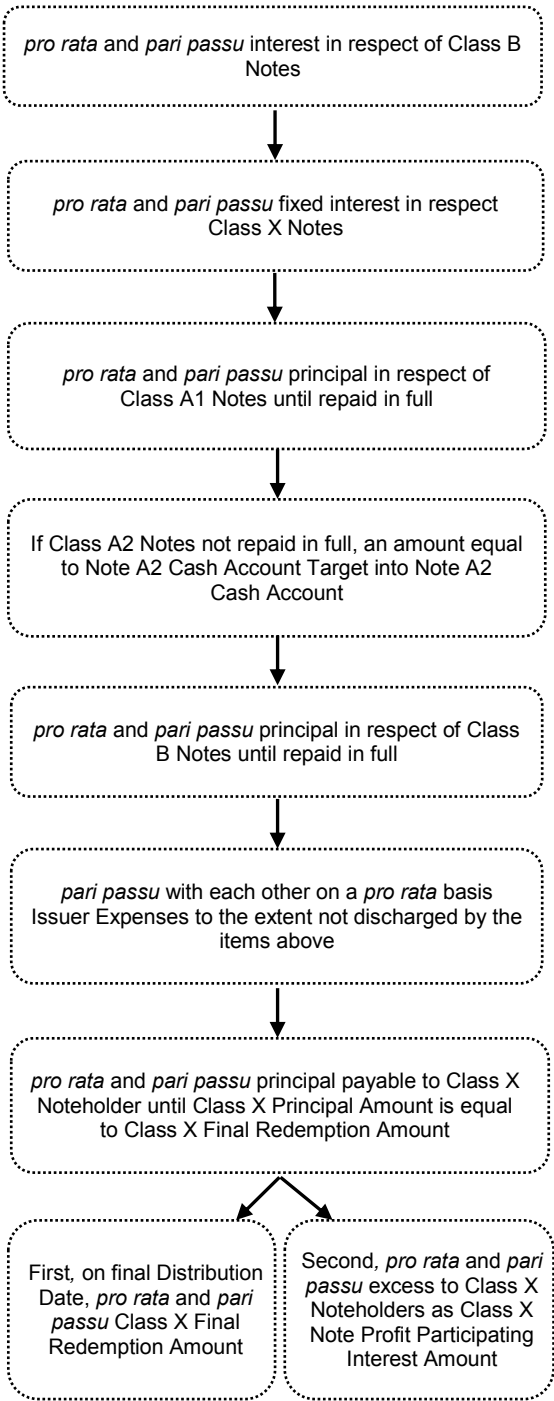 pro rata and pari passu interest in respect of Class B
Notes
pro rata and pari passu fixed interest in respect
Class X Notes
pro rata and pari passu principal in respect of
Class A1 Notes until repaid in full
If Class A2 Notes not repaid in full, an amount equal
to Note A2 Cash Account Target into Note A2
Cash Account
pro rata and pari passu principal in respect of Class
B Notes until repaid in full
pari passu with each other on a pro rata basis
Issuer Expenses to the extent not discharged by the
items above
pro rata and pari passu principal payable to Class X
Noteholder until Class X Principal Amount is equal
to Class X Final Redemption Amount
First, on final Distribution
Date, pro rata and pari
passu Class X Final
Redemption Amount
Second, pro rata and pari
passu excess to Class X
Noteholders as Class X
Note Profit Participating
Interest Amount